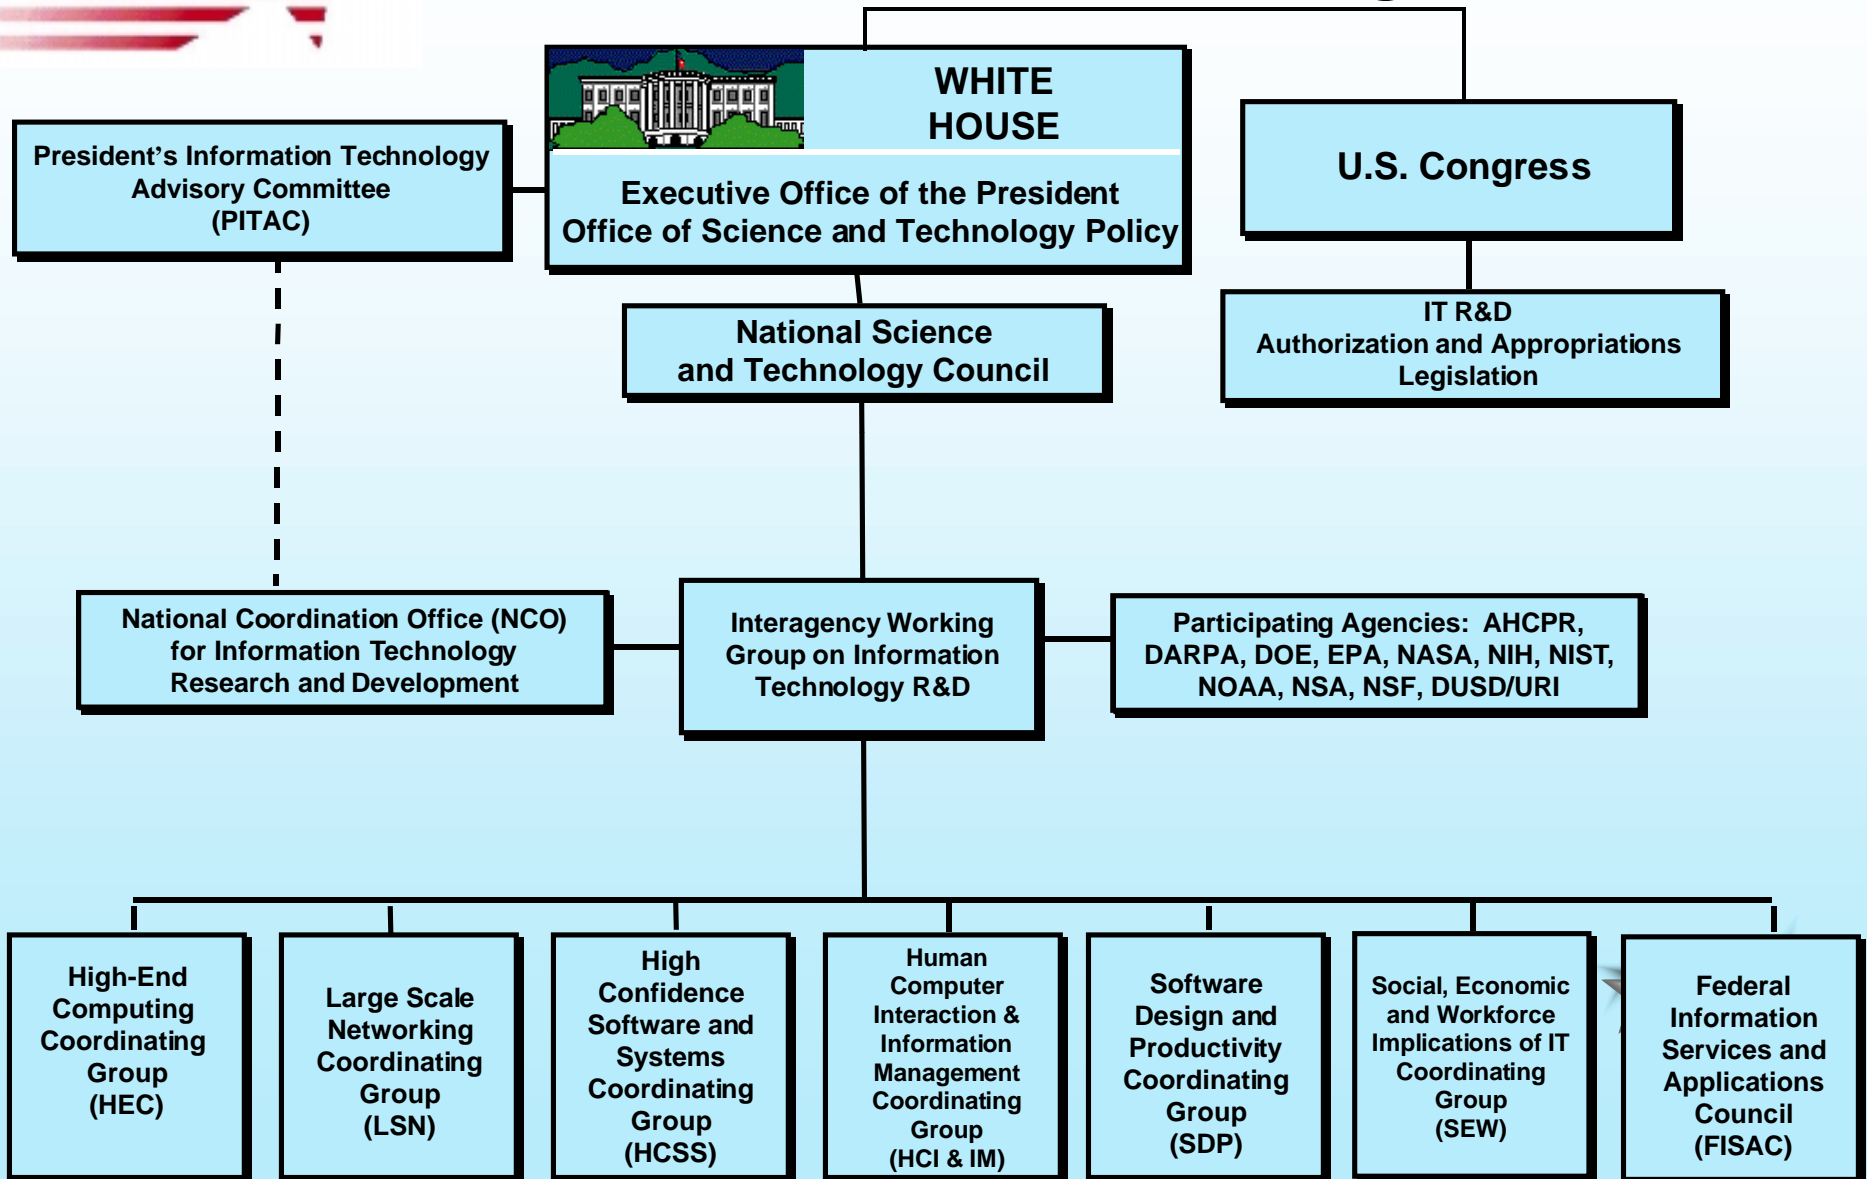 WHITE
HOUSE
Executive Office of the President
Office of Science and Technology Policy
President’s Information Technology
Advisory Committee
(PITAC)
U.S. Congress
National Science
and Technology Council
IT R&D
Authorization and Appropriations
Legislation
National Coordination Office (NCO)
for Information Technology
Research and Development
Interagency Working
Group on Information
Technology R&D
Participating Agencies: AHCPR,
DARPA, DOE, EPA, NASA, NIH, NIST,
NOAA, NSA, NSF, DUSD/URI
High-End
Computing
Coordinating
Group
(HEC)
Large Scale
Networking
Coordinating
Group
(LSN)
High
Confidence
Software and
Systems
Coordinating
Group
(HCSS)
Human
Computer
Interaction &
Information
Management
Coordinating
Group
(HCI & IM)
Software
Design and
Productivity
Coordinating
Group
(SDP)
Social, Economic
and Workforce
Implications of IT
Coordinating
Group
(SEW)
Federal
Information
Services and
Applications
Council
(FISAC)